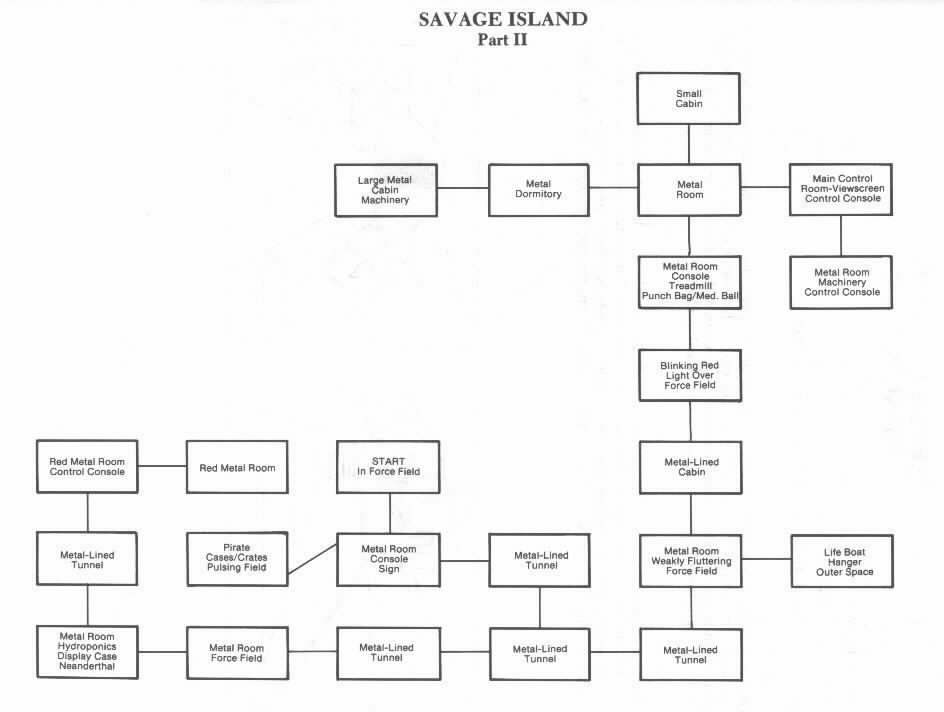 SAVAGE ISLAND
Part II
Small
Cabin
Large Metal
Cabin
Machinery
Metal
Dormitory
Metal
Room
Main Control
Room-Viewscreen
Control Console
Metal Room
Console
Treadmill
Punch Bag/Med. Ball
Metal Room
Machinery
Control Console
Blinking Red
Light Over
Force Field
Red Metal Room
Control Console
Red Metal Room
START
In Force Field
Metal-Lined
Cabin
Metal-Lined
Tunnel
Pirate
Cases/Crates
Pulsing Field
Metal Room
Console
Sign
Metal-Lined
Tunnel
Metal Room
Weakly Fluttering
Force Field
Life Boat
Hanger
Outer Space
Metal Room
Hydroponics
Display Case
Neanderthal
Metal Room
Force Field
Metal-Lined
Tunnel
Metal-Lined
Tunnel
Metal-Lined
Tunnel